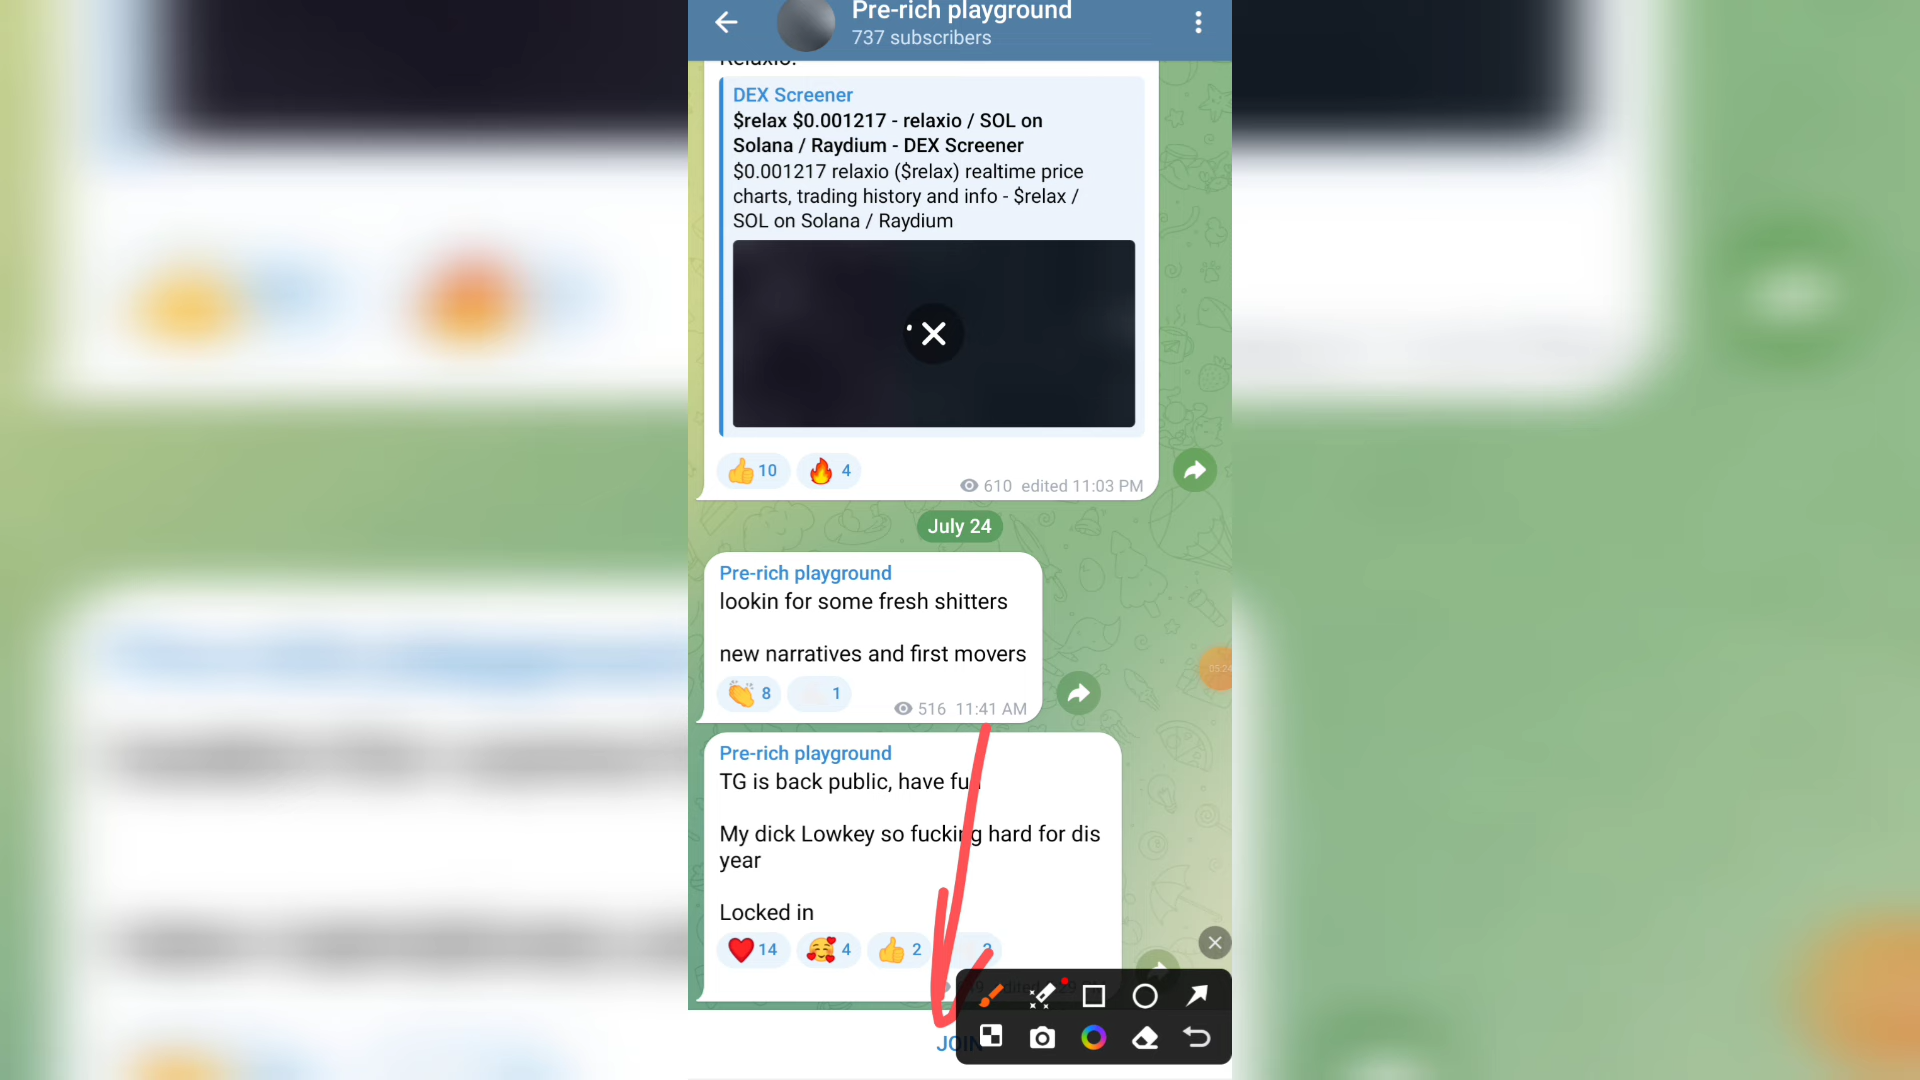 Pre-rich playground
737 subscribers
Relaxio.
DEX Screener
$relax $0.001217 - relaxio / SOL on
Solana / Raydium - DEX Screener
$0.001217 relaxio ($relax) realtime price
charts, trading history and info - $relax /
SOL on Solana / Raydium
10 4
610 edited 11:03 PM
July 24
Pre-rich playground
lookin for some fresh shitters
new narratives and first movers
8 1
516 11:41 AM
Pre-rich playground
TG is back public, have fun
My dick Lowkey so fucking hard for dis
year
Locked in
14 4 2
05:24
JOIN